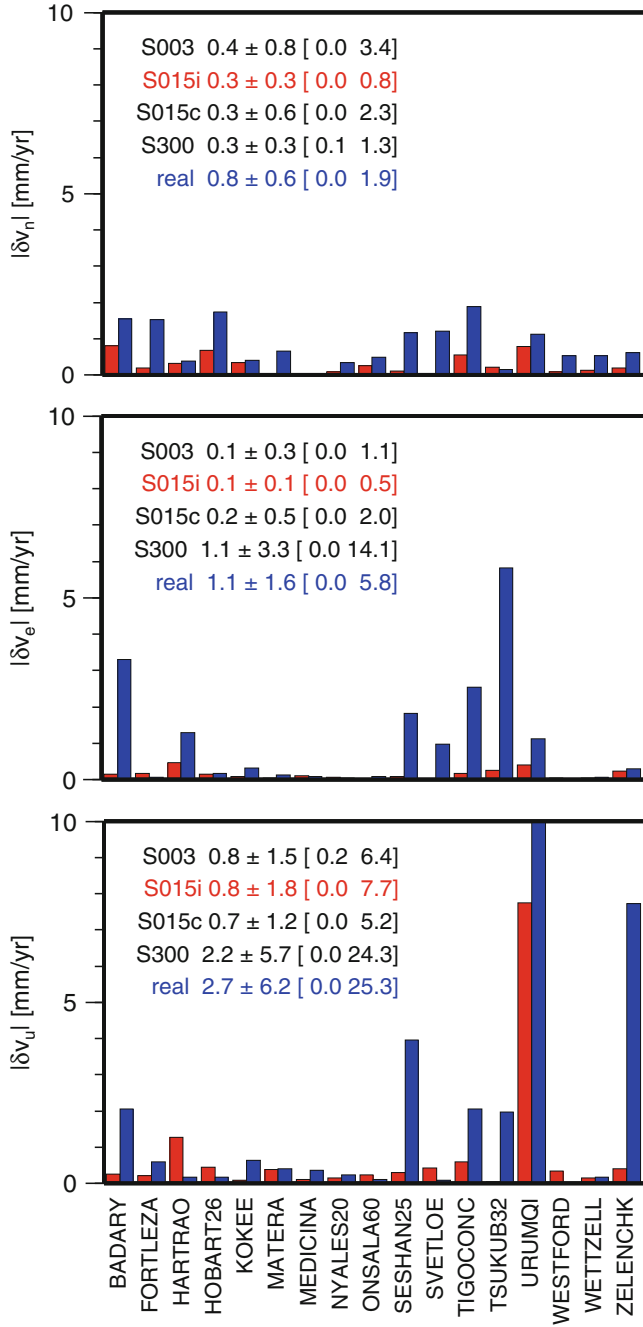 10
S003 0.4 ± 0.8 [ 0.0 3.4]
S015i 0.3 ± 0.3 [ 0.0 0.8]
S015c 0.3 ± 0.6 [ 0.0 2.3]
S300 0.3 ± 0.3 [ 0.1 1.3]
real 0.8 ± 0.6 [ 0.0 1.9]
5
|δvn| [mm/yr]
0
10
S003 0.1 ± 0.3 [ 0.0 1.1]
S015i 0.1 ± 0.1 [ 0.0 0.5]
S015c 0.2 ± 0.5 [ 0.0 2.0]
S300 1.1 ± 3.3 [ 0.0 14.1]
real 1.1 ± 1.6 [ 0.0 5.8]
5
|δve| [mm/yr]
0
10
S003 0.8 ± 1.5 [ 0.2 6.4]
S015i 0.8 ± 1.8 [ 0.0 7.7]
S015c 0.7 ± 1.2 [ 0.0 5.2]
S300 2.2 ± 5.7 [ 0.0 24.3]
real 2.7 ± 6.2 [ 0.0 25.3]
5
|δvu| [mm/yr]
0
BADARY
FORTLEZA
HARTRAO
HOBART26
KOKEE
MATERA
MEDICINA
NYALES20
ONSALA60
SESHAN25
SVETLOE
TIGOCONC
TSUKUB32
URUMQI
WESTFORD
WETTZELL
ZELENCHK